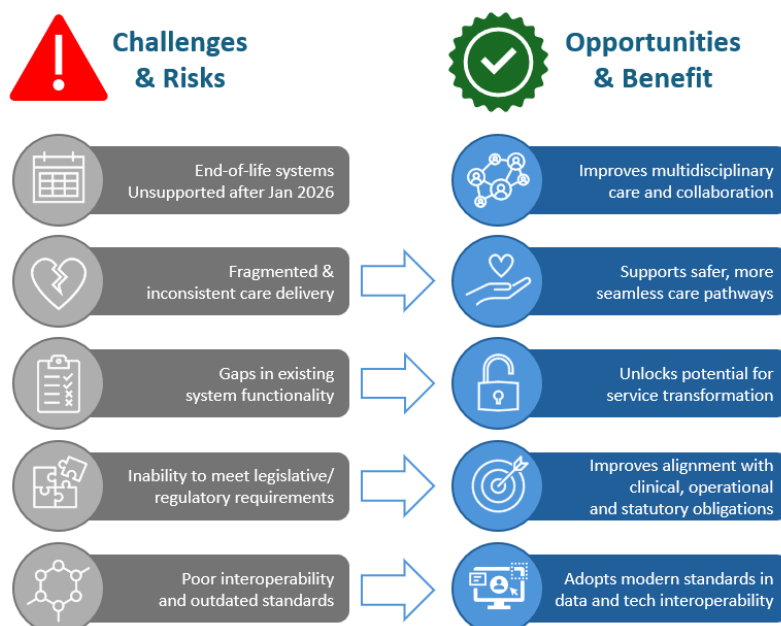 Challenges
& Risks
Opportunities
& Benefit
End-of-life systems
Unsupported after Jan 2026
Improves multidisciplinary
care and collaboration
Fragmented &
inconsistent care delivery
Supports safer, more
seamless care pathways
Gaps in existing
system functionality
Unlocks potential for
service transformation
Inability to meet legislative/
regulatory requirements
Improves alignment with
clinical, operational
and statutory obligations
Poor interoperability
and outdated standards
Adopts modern standards in
data and tech interoperability